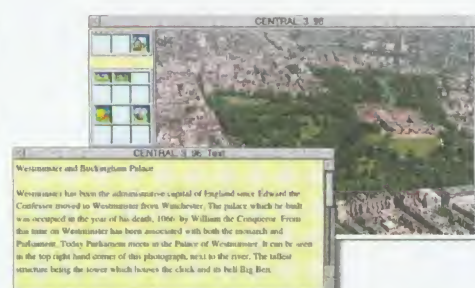 CENTRAL 3 96
CENTRAL 3 96 Text
Westminster and Buckingham Palace
Westminster has been the administrative capital of England since Edward the
Confessor moved to Westminster from Winchester. The palace which he built
was occupied in the year of his death, 1066 by William the Conqueror. From
this time on Westminster has been associated with both the monarch and
Parliament. Today Parliament meets in the Palace of Westminster. It can be seen
in the top right hand corner of this photograph, next to the river. The tallest
structure being the tower which houses the clock and its bell Big Ben.